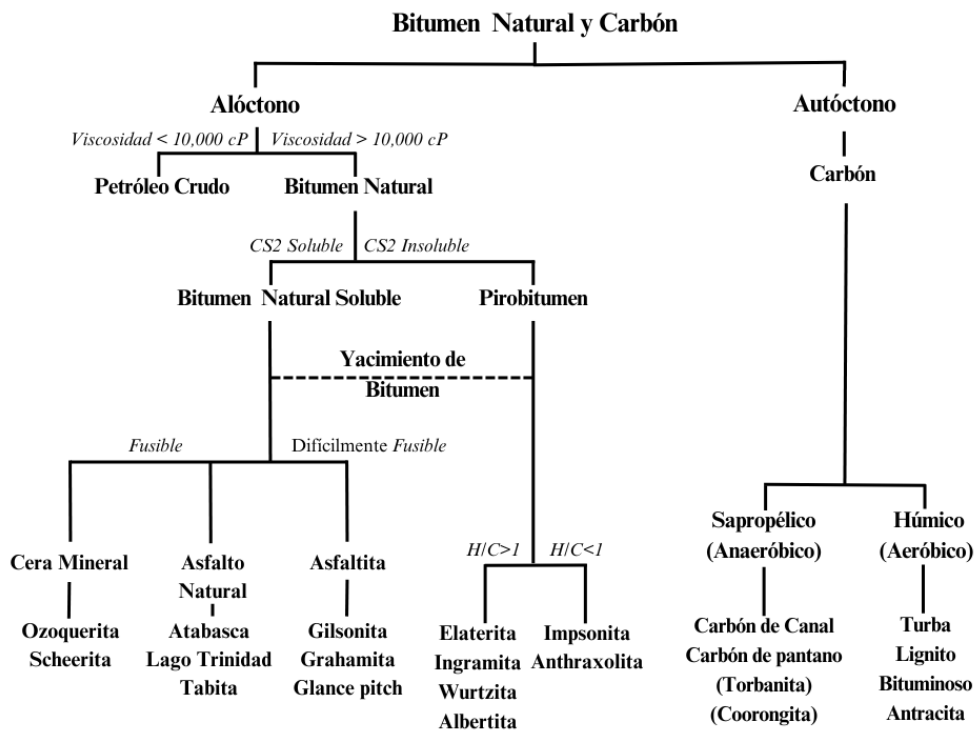 Bitumen Natural y Carbón
Alóctono
Autóctono
Viscosidad < 10,000 cP
Viscosidad > 10,000 cP
Petróleo Crudo
Bitumen Natural
Carbón
CS2 Soluble
CS2 Insoluble
Bitumen Natural Soluble
Pirobitumen
Yacimiento de
Bitumen
Fusible
Difícilmente Fusible
Cera Mineral
Asfalto
Natural
Asfaltita
H/C>1
H/C<1
Sapropélico
(Anaeróbico)
Húmico
(Aeróbico)
Ozoquerita
Scheerita
Atabasca
Lago Trinidad
Tabita
Gilsonita
Grahamita
Glance pitch
Elaterita
Ingramita
Wurtzita
Albertita
Impsonita
Anthraxolita
Carbón de Canal
Carbón de pantano
(Torbanita)
(Coorongita)
Turba
Lignito
Bituminoso
Antracita